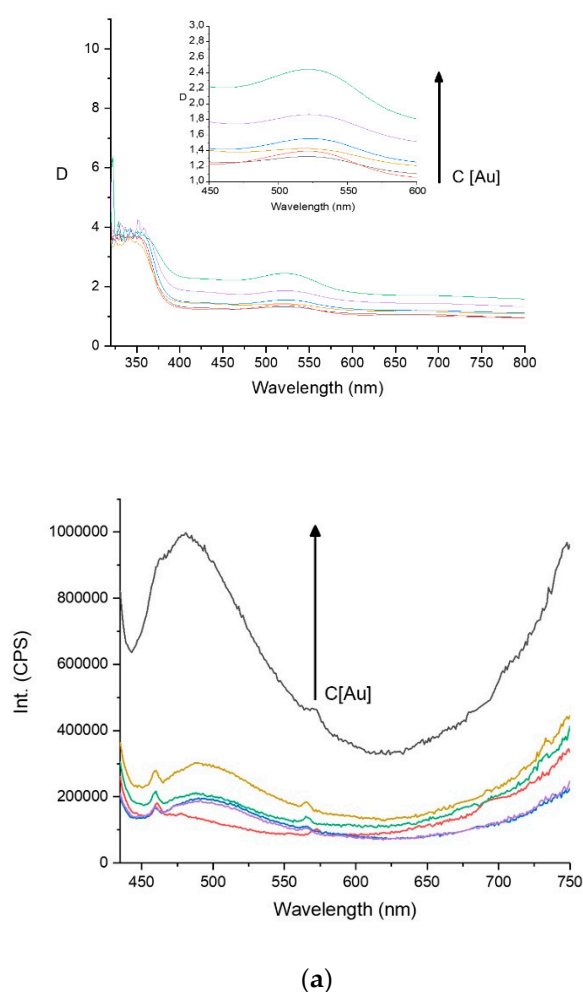 11
10
8
6
D
4
2
0
350 400 450 500 550 600 650 700 750 800
Wavelength (nm)
3,0
2,8
2,6
2,4
2,2
D
2,0
1,8
1,6
1,4
1,2
1,0
450 500 550 600
Wavelength (nm)
C [Au]
1000000
800000
600000
Int. (CPS)
400000
200000
0
C[Au]
450 500 550 600 650 700 750
Wavelength (nm)
(a)